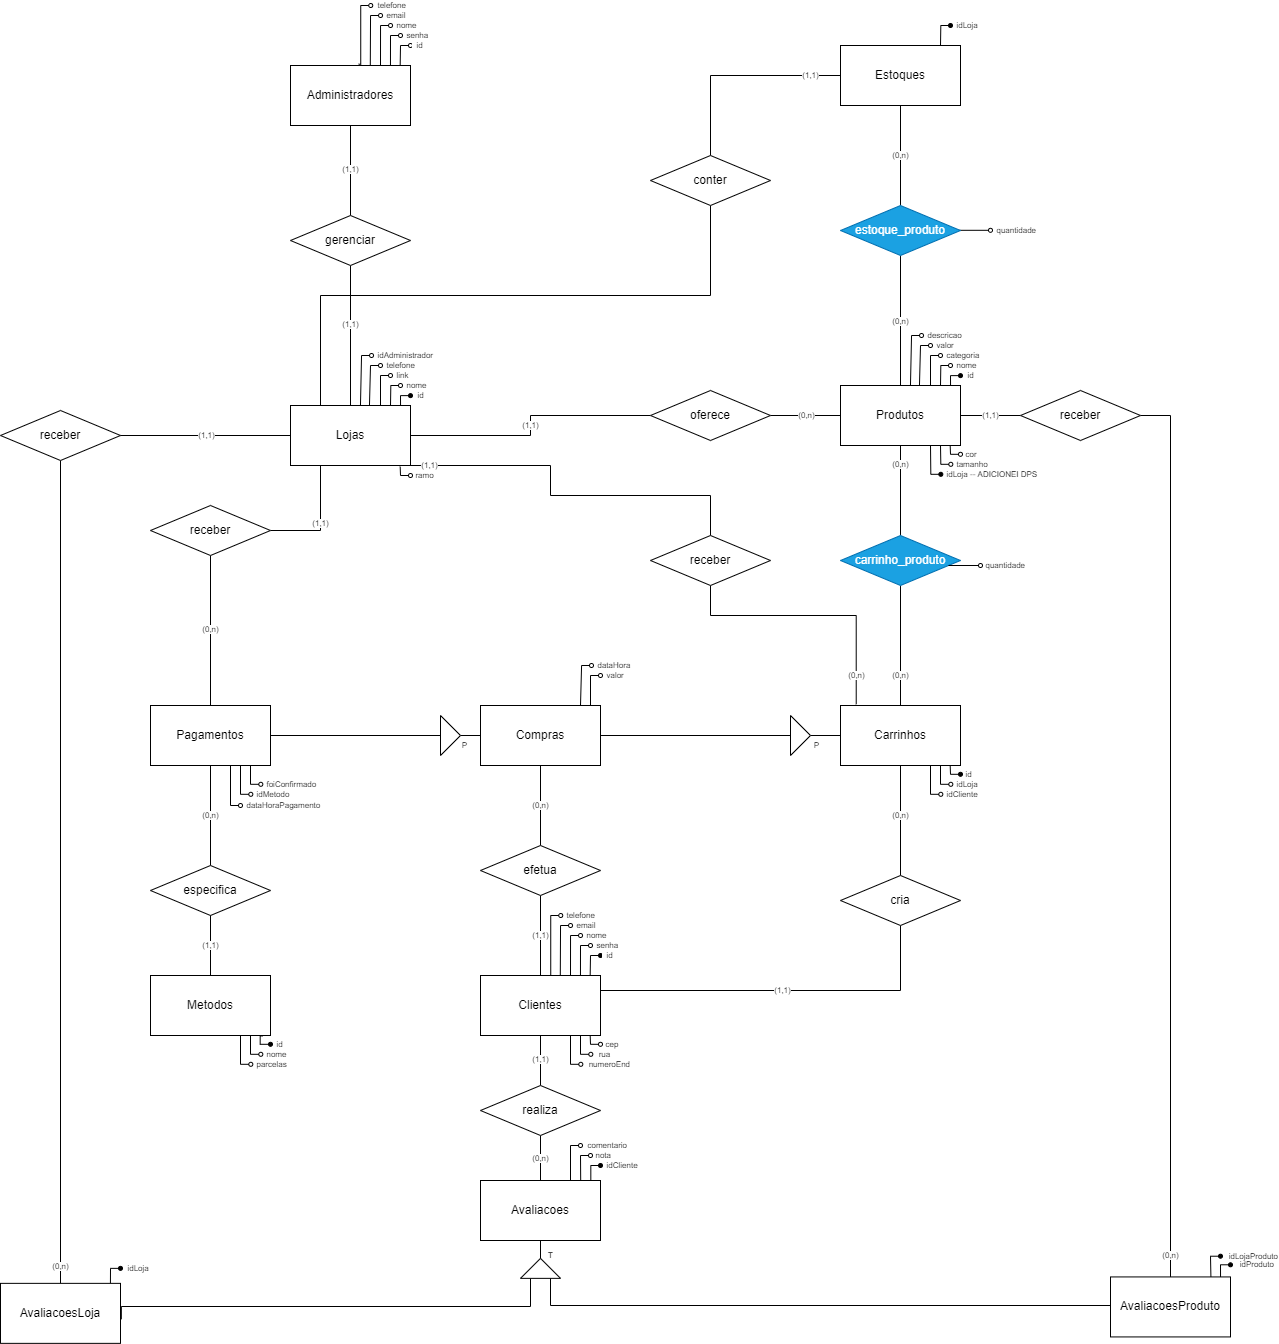 telefone
email
nome
senha
id
Administradores
idLoja
Estoques
(1,1)
(1,1)
(0,n)
conter
gerenciar
estoque_produto
quantidade
(1,1)
(0,n)
idAdministrador
telefone
link
nome
id
descricao
valor
categoria
nome
id
receber
(1,1)
Lojas
(1,1)
oferece
(0,n)
Produtos
(1,1)
receber
(1,1)
ramo
(0,n)
cor
tamanho
idLoja -- ADICIONEI DPS
receber
(1,1)
receber
carrinho_produto
quantidade
(0,n)
dataHora
valor
(0,n)
(0,n)
Pagamentos
P
Compras
P
Carrinhos
foiConfirmado
idMetodo
dataHoraPagamento
id
idLoja
idCliente
(0,n)
(0,n)
(0,n)
especifica
efetua
cria
telefone
email
nome
senha
id
(1,1)
(1,1)
Metodos
Clientes
(1,1)
id
nome
parcelas
cep
rua
numeroEnd
(1,1)
realiza
(0,n)
comentario
nota
idCliente
Avaliacoes
T
(0,n)
idLoja
AvaliacoesLoja
(0,n)
idLojaProduto
idProduto
AvaliacoesProduto